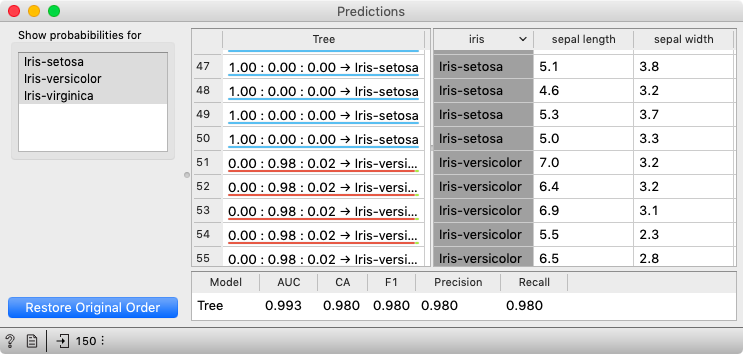 Predictions
Show probabibilities for
Iris-setosa
Iris-versicolor
Iris-virginica
Restore Original Order
Tree iris sepal length sepal width
47 1.00 : 0.00 : 0.00 → Iris-setosa Iris-setosa 5.1 3.8
48 1.00 : 0.00 : 0.00 → Iris-setosa Iris-setosa 4.6 3.2
49 1.00 : 0.00 : 0.00 → Iris-setosa Iris-setosa 5.3 3.7
50 1.00 : 0.00 : 0.00 → Iris-setosa Iris-setosa 5.0 3.3
51 0.00 : 0.98 : 0.02 → Iris-versi... Iris-versicolor 7.0 3.2
52 0.00 : 0.98 : 0.02 → Iris-versi... Iris-versicolor 6.4 3.2
53 0.00 : 0.98 : 0.02 → Iris-versi... Iris-versicolor 6.9 3.1
54 0.00 : 0.98 : 0.02 → Iris-versi... Iris-versicolor 5.5 2.3
55 0.00 : 0.98 : 0.02 → Iris-versi... Iris-versicolor 6.5 2.8
Model AUC CA F1 Precision Recall
Tree 0.993 0.980 0.980 0.980 0.980
? 150